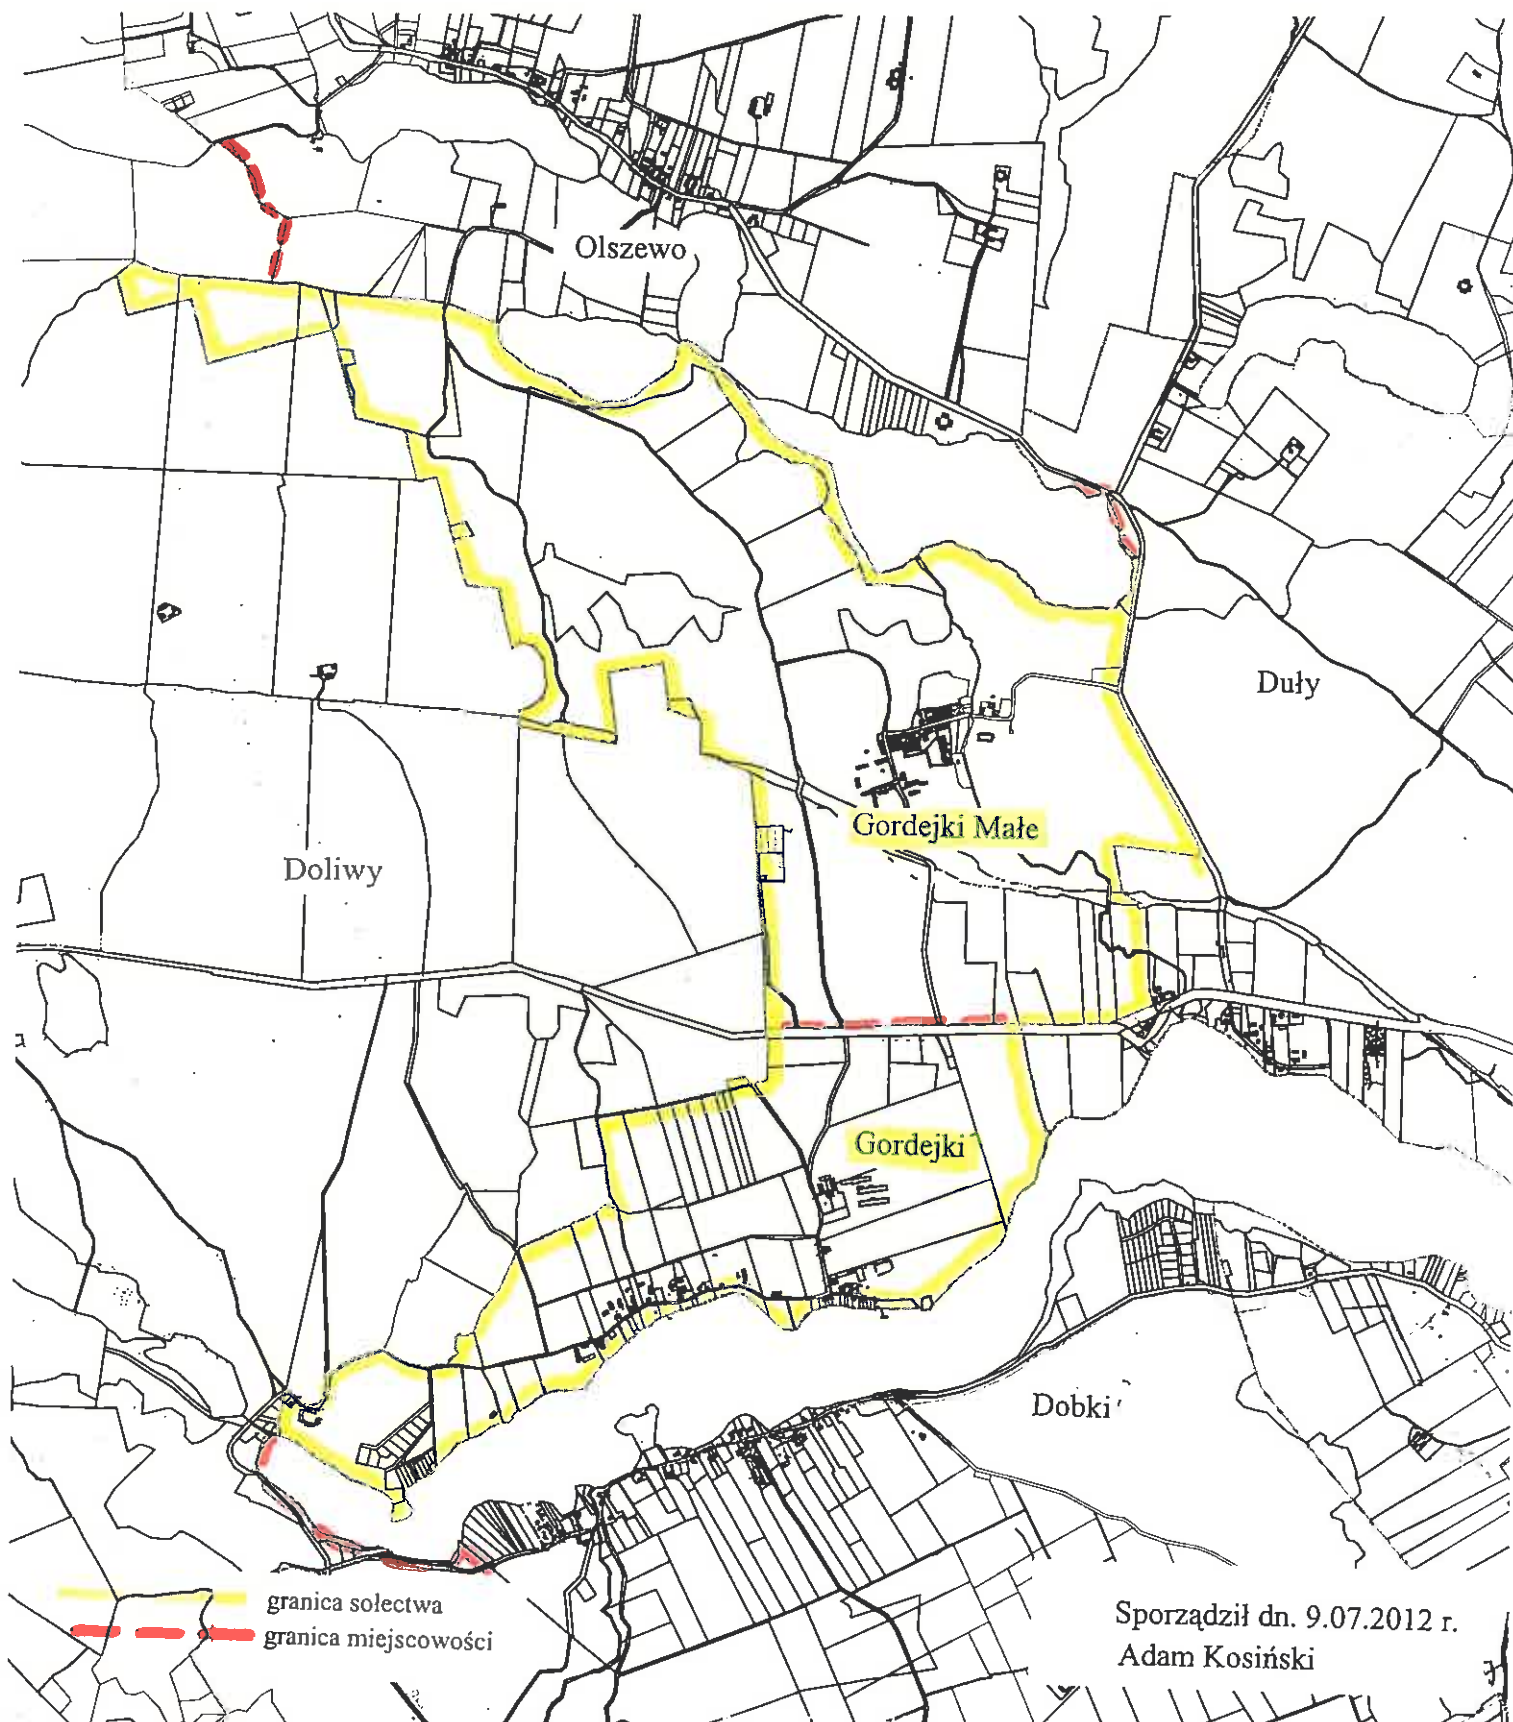 Olszewo
Duły
Gordejki Małe
Doliwy
Gordejki
Dobki
granica sołectwa
granica miejscowości
Sporządził dn. 9.07.2012 r.
Adam Kosiński